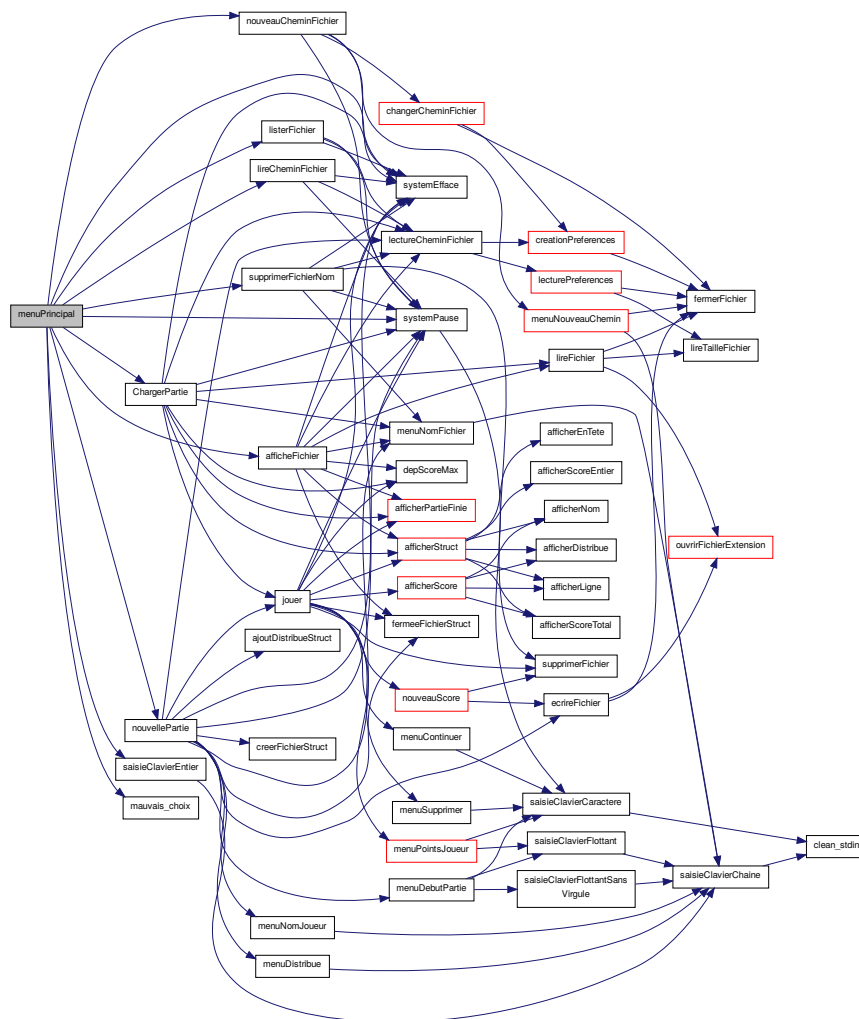 nouveauCheminFichier
changerCheminFichier
listerFichier
lireCheminFichier
systemEfface
lectureCheminFichier
creationPreferences
supprimerFichierNom
lecturePreferences
fermerFichier
menuPrincipal
systemPause
menuNouveauChemin
lireTailleFichier
lireFichier
ChargerPartie
menuNomFichier
afficherEnTete
afficheFichier
depScoreMax
afficherScoreEntier
afficherPartieFinie
afficherNom
afficherStruct
afficherDistribue
ouvrirFichierExtension
afficherScore
afficherLigne
jouer
fermeeFichierStruct
afficherScoreTotal
ajoutDistribueStruct
supprimerFichier
nouveauScore
ecrireFichier
nouvellePartie
menuContinuer
creerFichierStruct
saisieClavierEntier
mauvais_choix
menuSupprimer
saisieClavierCaractere
menuPointsJoueur
saisieClavierFlottant
clean_stdin
menuDebutPartie
saisieClavierFlottantSans
Virgule
saisieClavierChaine
menuNomJoueur
menuDistribue